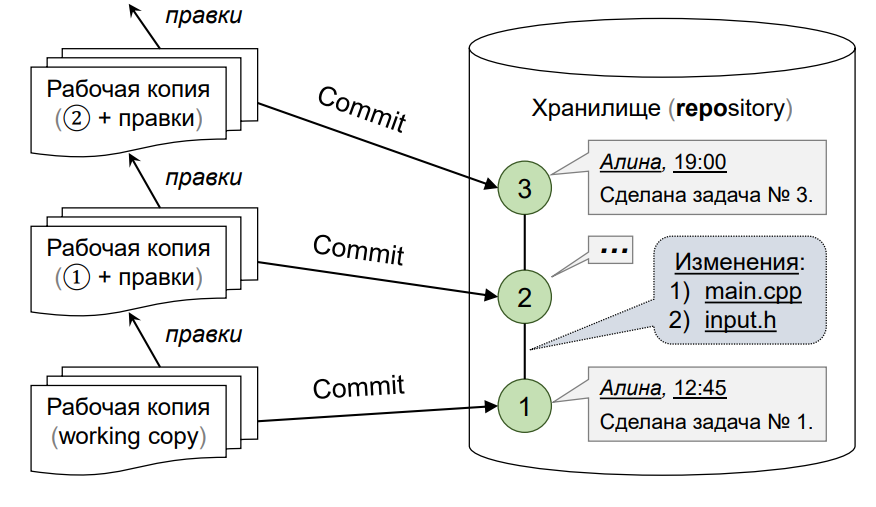 правки
Рабочая копия
(② + правки)
Commit
правки
Рабочая копия
(① + правки)
Commit
правки
Рабочая копия
(working copy)
Commit
Хранилище (repository)
3
Алина, 19:00
Сделана задача № 3.
2
...
Изменения:
1) main.cpp
2) input.h
1
Алина, 12:45
Сделана задача № 1.